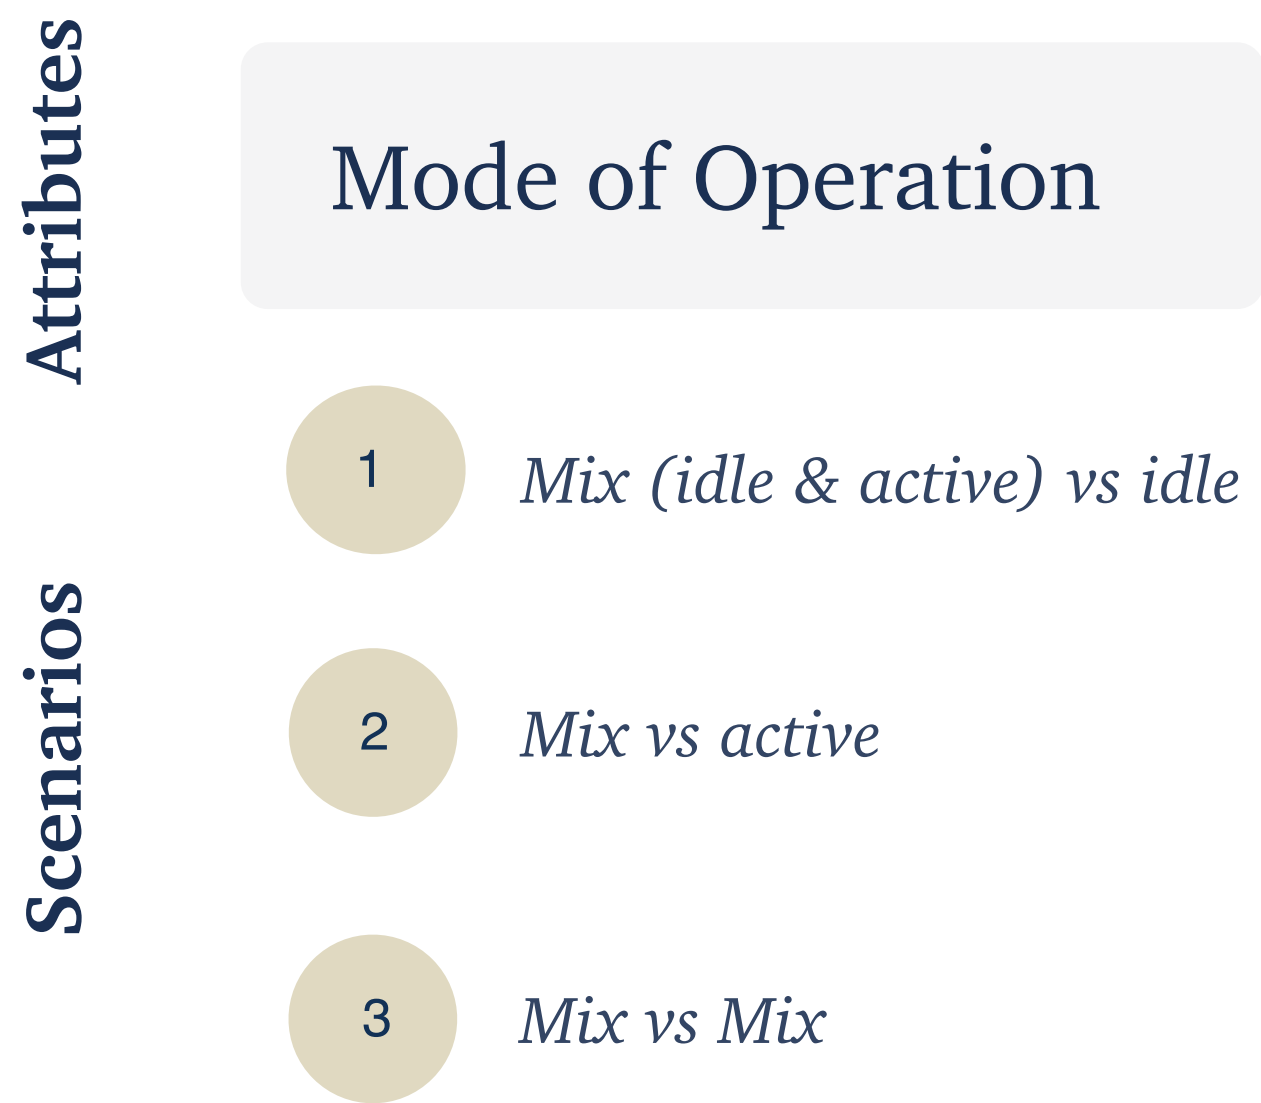 Attributes
Mode of Operation
Scenarios
1 Mix (idle & active) vs idle
2 Mix vs active
3 Mix vs Mix